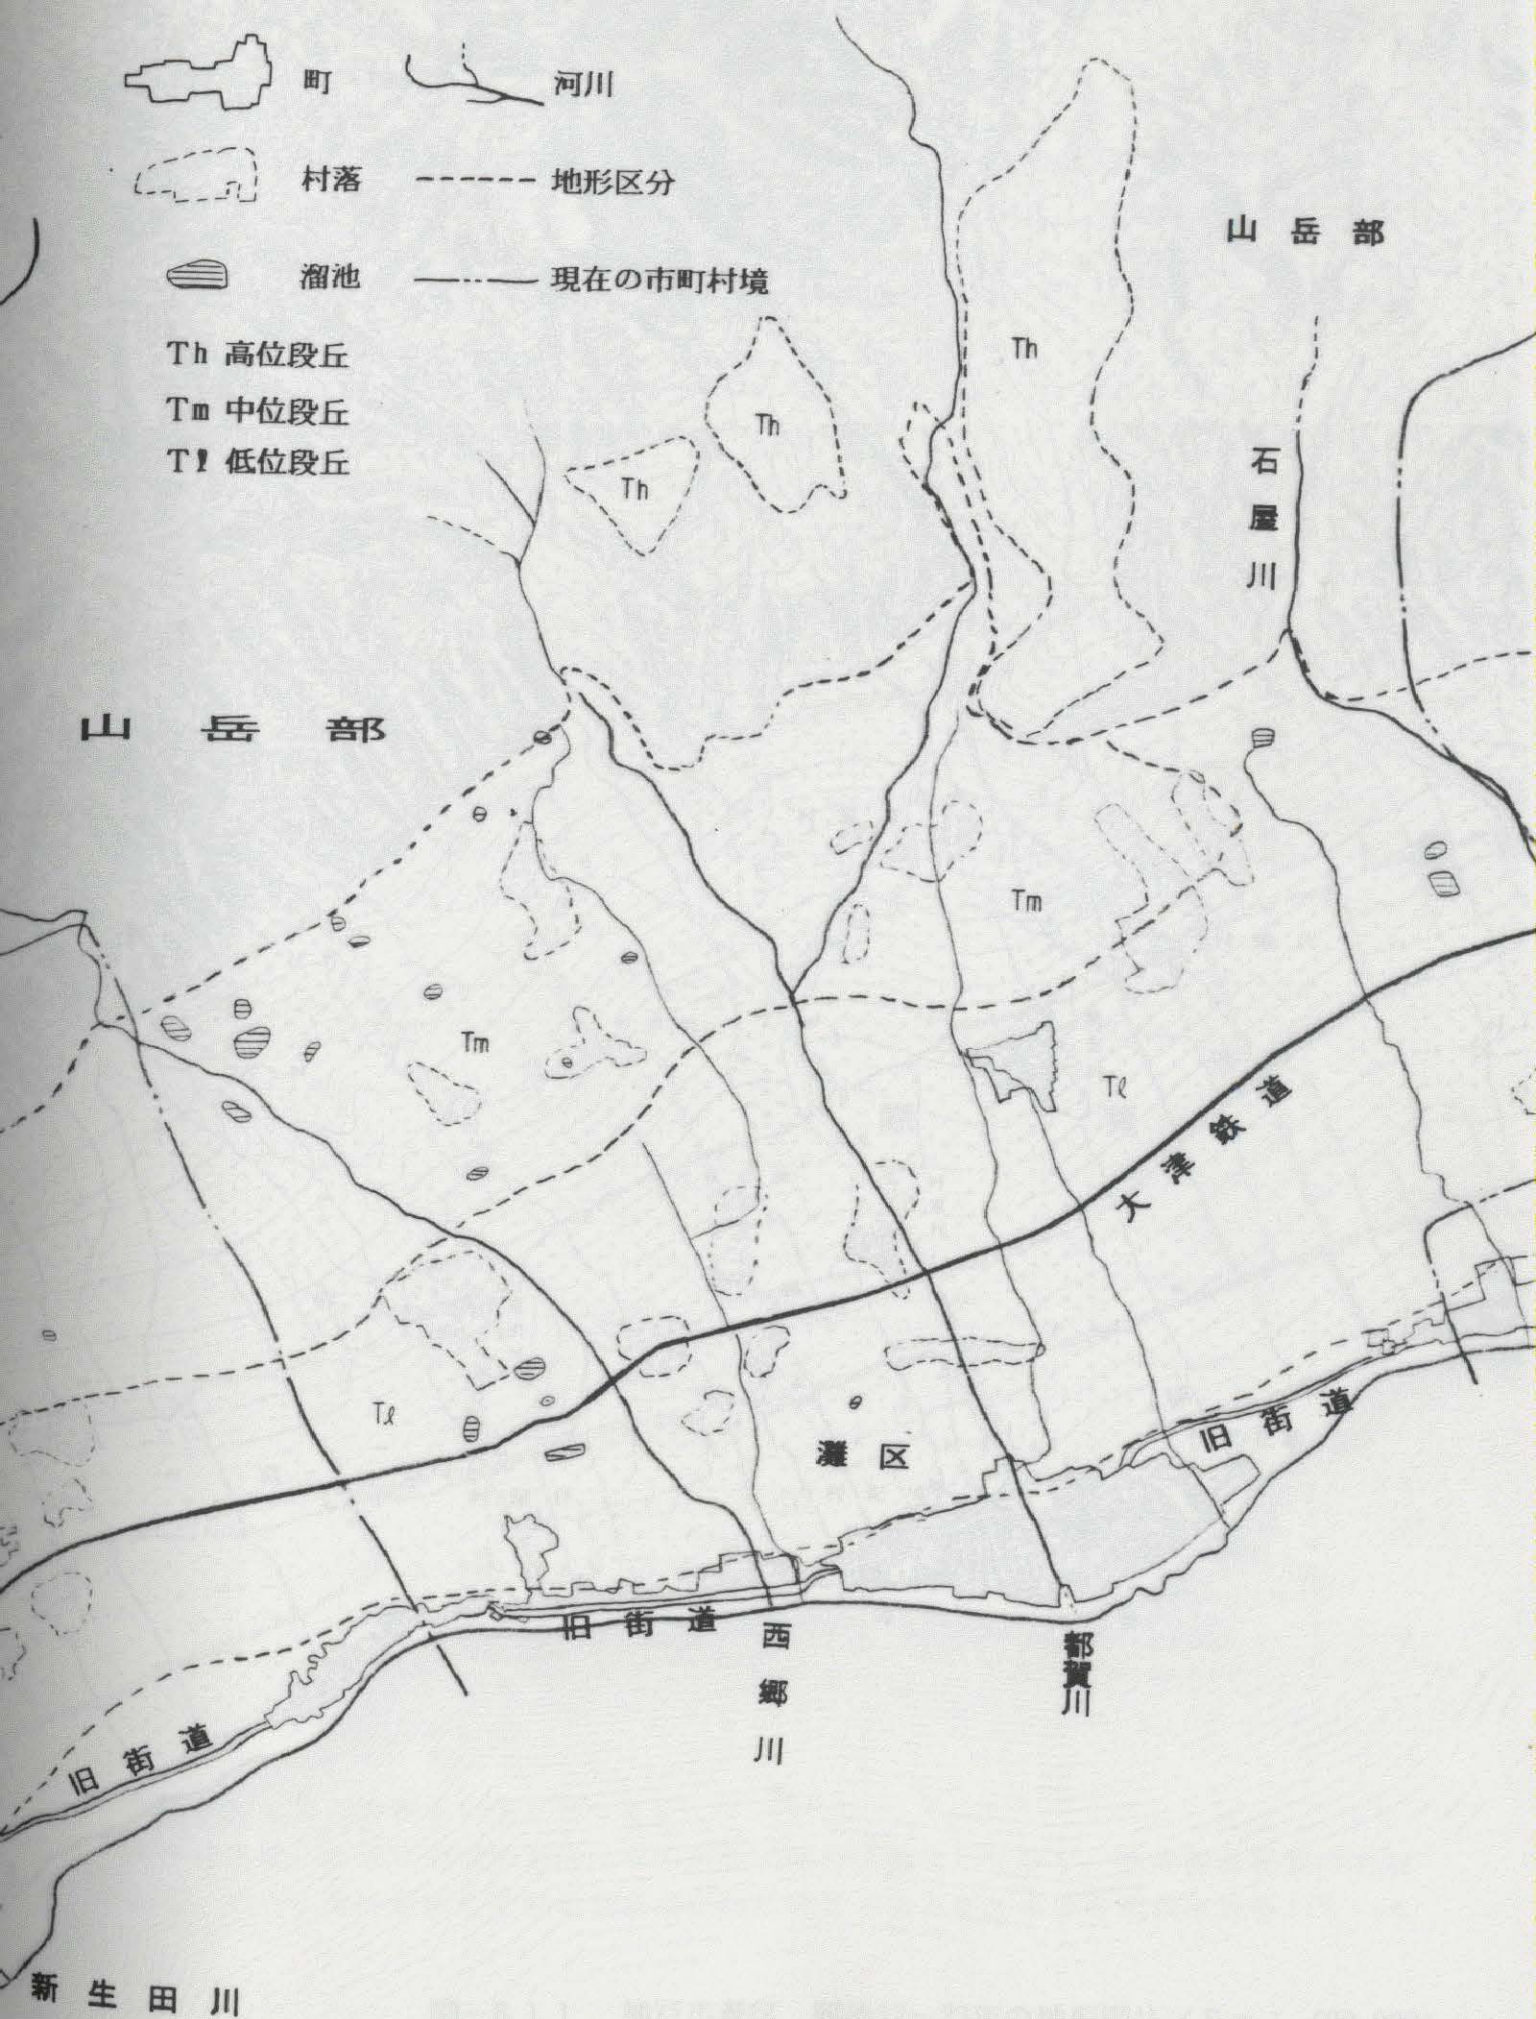 町
河川
村落
地形区分
溜池
現在の市町村境
Th 高位段丘
Tm 中位段丘
Tl 低位段丘
山岳部
Th
Th
Th
石屋川
山岳部
Tm
Tm
Tl
大津鉄道
Tl
灘区
旧街道
旧街道
西郷川
都賀川
旧街道
新生田川